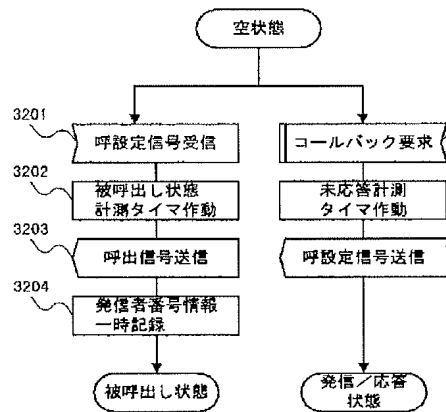 空状態
3201
呼設定信号受信
コールバック要求
3202
被呼出し状態
計測タイマ作動
未応答計測
タイマ作動
3203
呼出信号送信
呼設定信号送信
3204
発信者番号情報
一時記録
被呼出し状態
発信/応答
状態